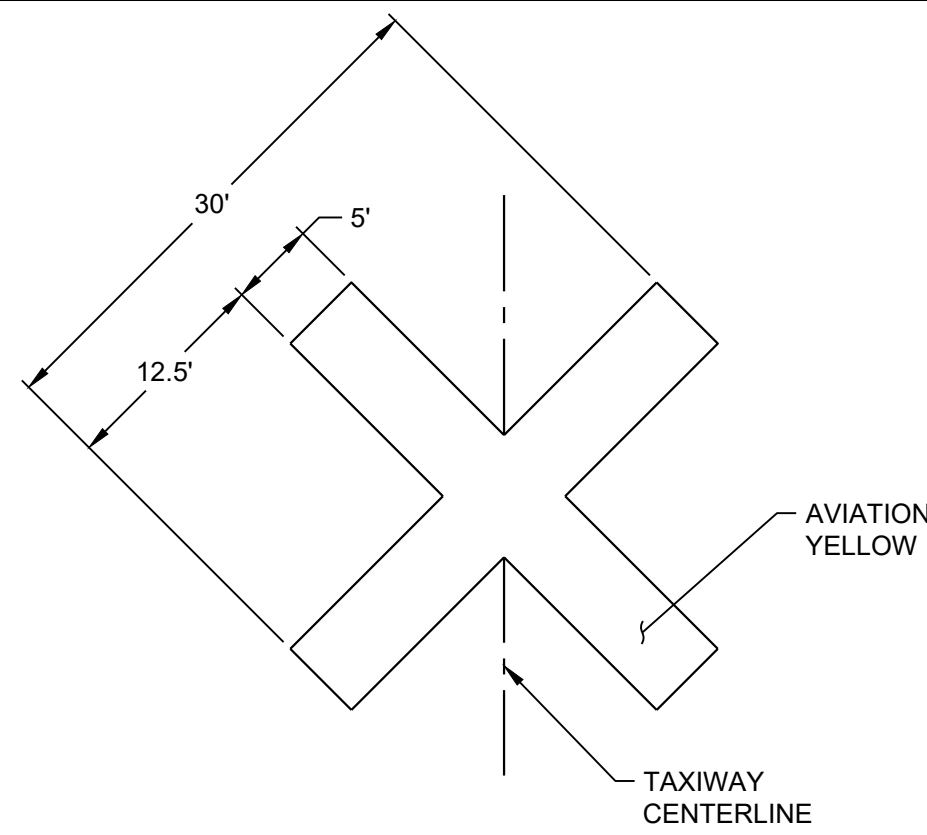 30'
5'
12.5'
AVIATION
YELLOW
TAXIWAY
CENTERLINE